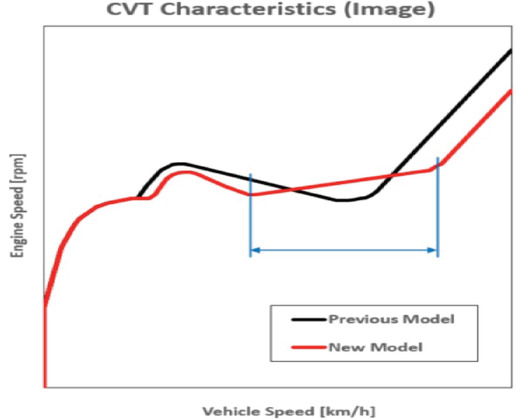 CVT Characteristics (Image)
Engine Speed [rpm]
Previous Model
New Model
Vehicle Speed [km/h]